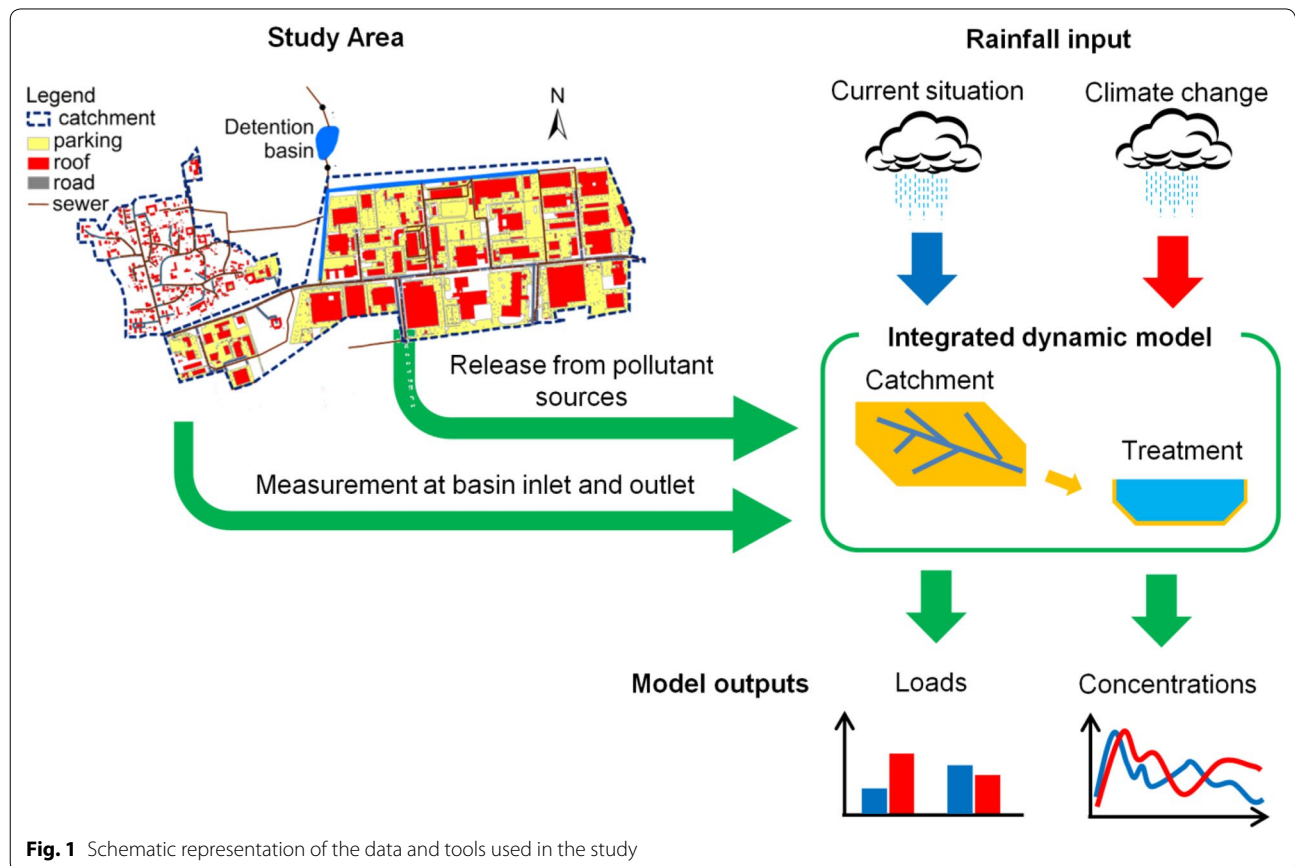 Study Area
Legend
catchment
parking
roof
road
sewer
Detention
basin
N
Rainfall input
Current situation
Climate change
Release from pollutant
sources
Measurement at basin inlet and outlet
Integrated dynamic model
Catchment
Treatment
Model outputs
Loads
Concentrations
Fig. 1 Schematic representation of the data and tools used in the study